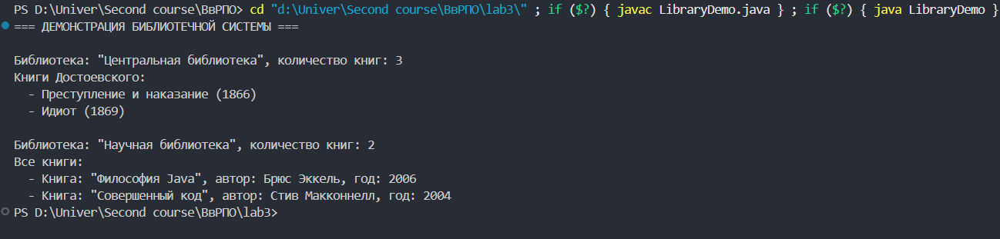 PS D:\Univer\Second course\ВвРПО> cd "d:\Univer\Second course\ВвРПО\lab3\" ; if ($?) { javac LibraryDemo.java } ; if ($?) { java LibraryDemo }
=== ДЕМОНСТРАЦИЯ БИБЛИОТЕЧНОЙ СИСТЕМЫ ===
Библиотека: "Центральная библиотека", количество книг: 3
Книги Достоевского:
  - Преступление и наказание (1866)
  - Идиот (1869)
Библиотека: "Научная библиотека", количество книг: 2
Все книги:
  - Книга: "Философия Java", автор: Брюс Эккель, год: 2006
  - Книга: "Совершенный код", автор: Стив Макконнелл, год: 2004
PS D:\Univer\Second course\ВвРПО\lab3>